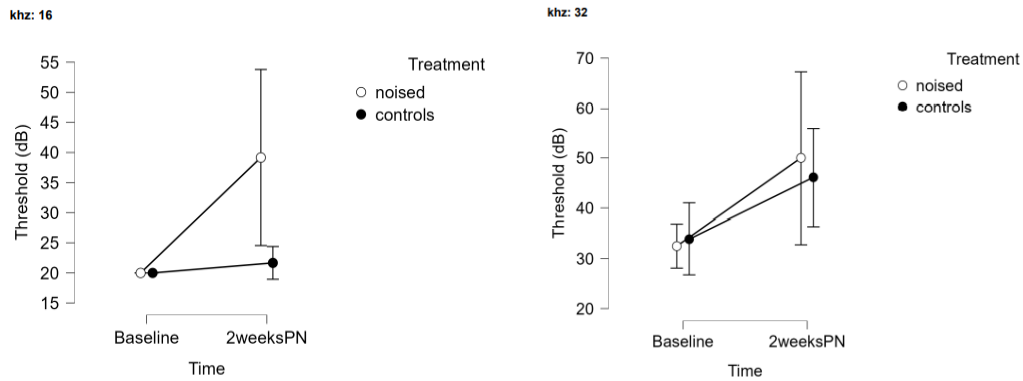 khz: 16
Threshold (dB)
55
50
45
40
35
30
25
20
15
Treatment
noised
controls
Baseline
2weeksPN
Time
khz: 32
Threshold (dB)
70
60
50
40
30
20
Treatment
noised
controls
Baseline
2weeksPN
Time